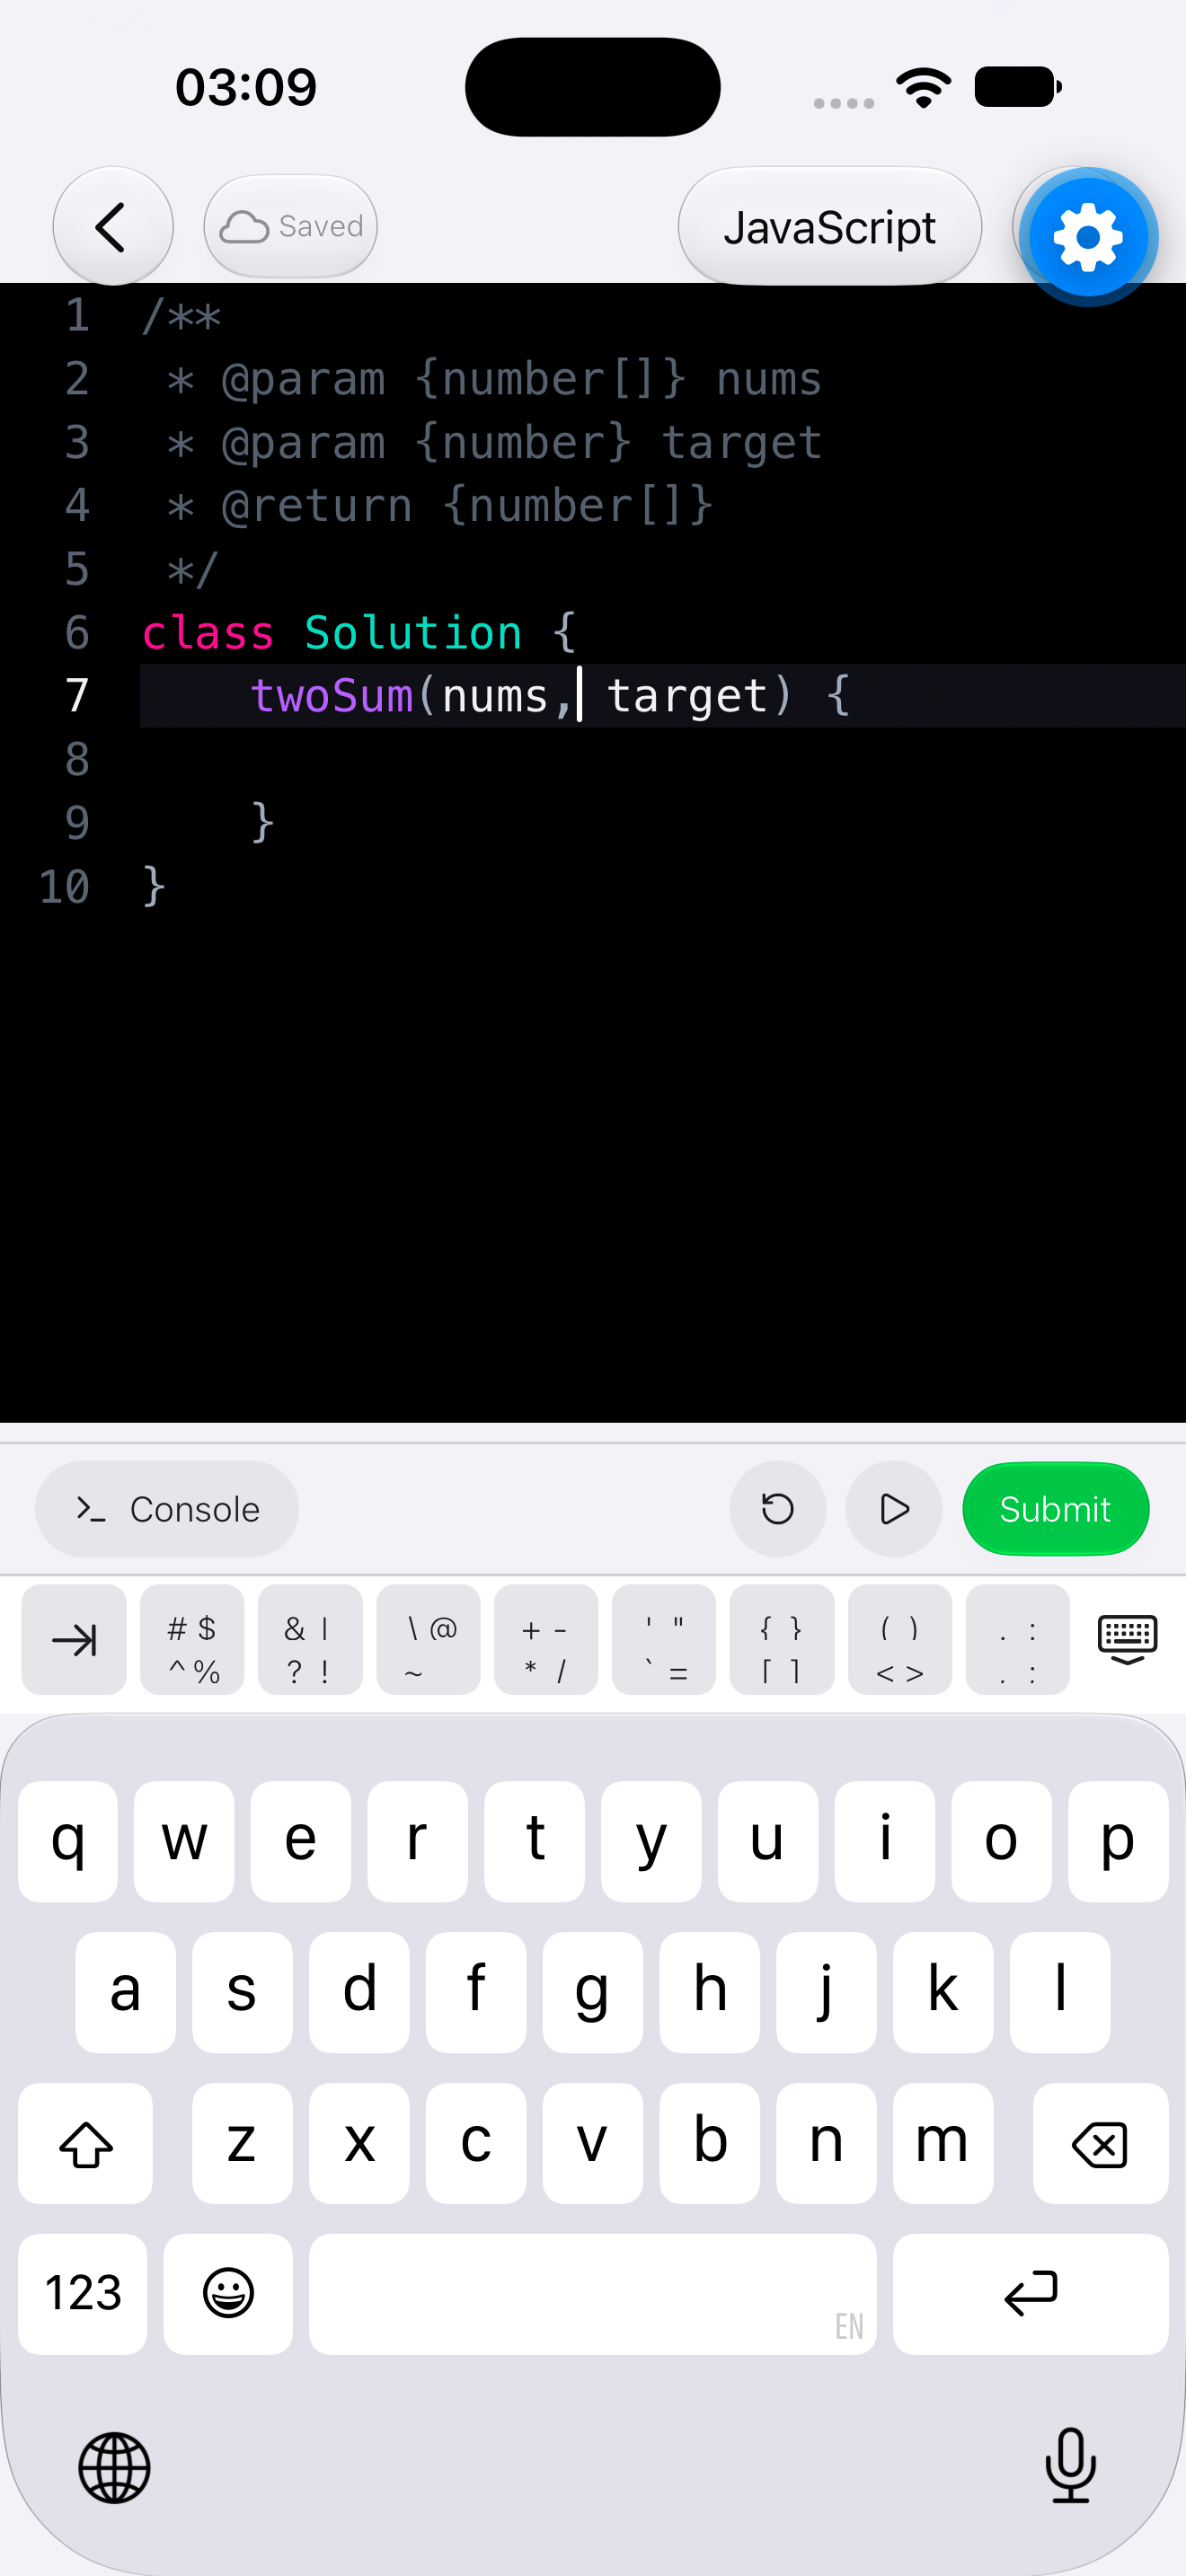 03:09
Saved
JavaScript
1 /**
2  * @param {number[]} nums
3  * @param {number} target
4  * @return {number[]}
5  */
6 class Solution {
7     twoSum(nums, target) {
8
9     }
10 }
Console
Submit
# $ & | \ @ + - ' " { } ( ) . :
^ % ? ! ~ * / ` = [ ] < > , ;
q w e r t y u i o p
a s d f g h j k l
z x c v b n m
123
EN